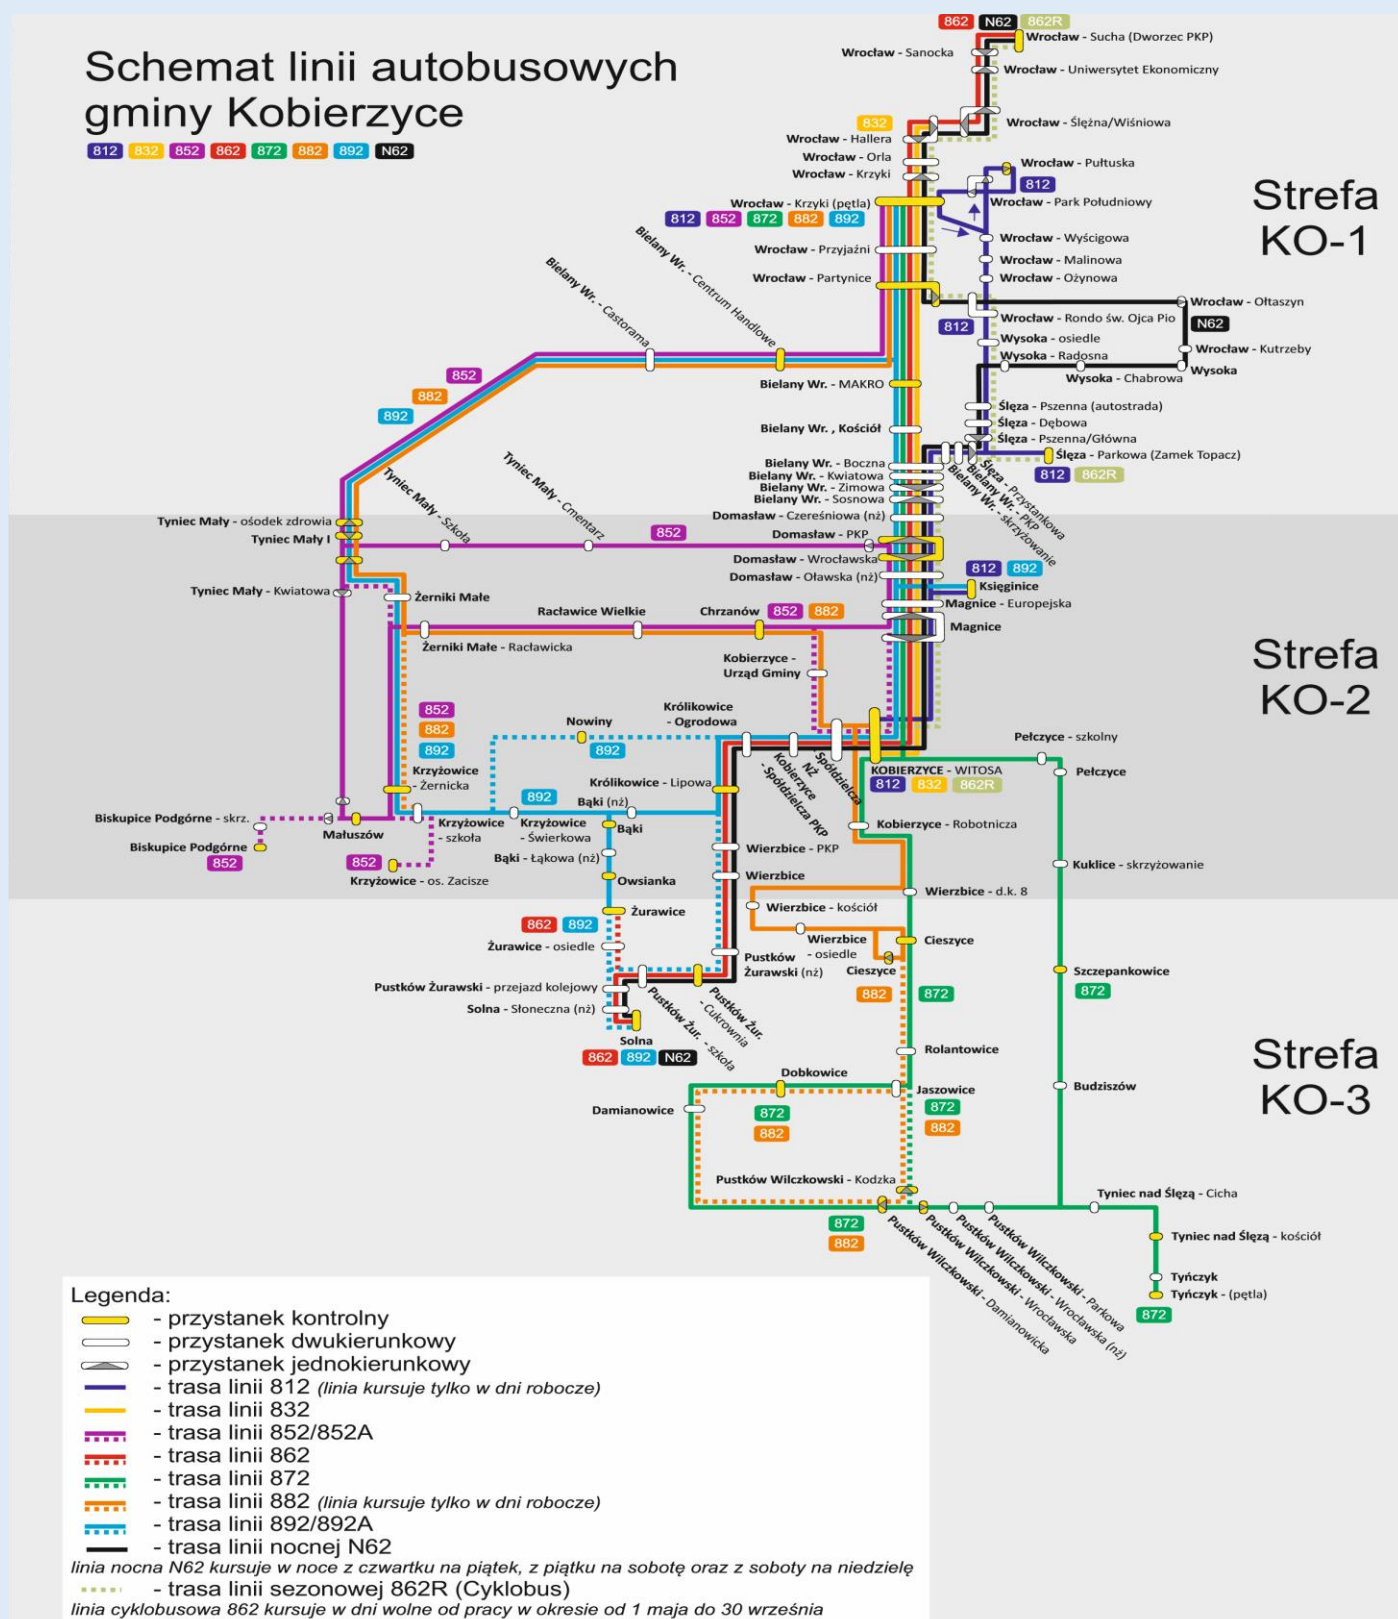 Schemat linii autobusowych
gminy Kobierzyce
812 832 852 862 872 882 892 N62
862 N62 862R
Wrocław - Sucha (Dworzec PKP)
Wrocław - Sanocka
Wrocław - Uniwersytet Ekonomiczny
832
Wrocław - Ślężna/Wiśniowa
Wrocław - Hallera
Wrocław - Orla
Wrocław - Krzyki
Wrocław - Pułtuska
812
Strefa
KO-1
Wrocław - Krzyki (pętla)
Wrocław - Park Południowy
812 852 872 882 892
Wrocław - Wyścigowa
Wrocław - Przyjaźni
Wrocław - Malinowa
Wrocław - Partynice
Wrocław - Ożynowa
Bielany Wr. - Castorama
Bielany Wr. - Centrum Handlowe
Wrocław - Ołtaszyn
812
Wrocław - Rondo św. Ojca Pio
N62
Wysoka - osiedle
Wysoka - Radosna
Wrocław - Kutrzeby
Wysoka - Chabrowa
Wysoka
852
882
892
Bielany Wr. - MAKRO
Ślęza - Pszenna (autostrada)
Ślęza - Dębowa
Bielany Wr. , Kościół
Ślęza - Pszenna/Główna
Ślęza - Parkowa (Zamek Topacz)
812 862R
Bielany Wr. - Boczna
Bielany Wr. - Kwiatowa
Bielany Wr. - Zimowa
Bielany Wr. - Sosnowa
Ślęza - Przystankowa
Bielany Wr. - PKP
Bielany Wr. - skrzyżowanie
Tyniec Mały - Szkoła
Tyniec Mały - Cmentarz
Tyniec Mały - ośodek zdrowia
Tyniec Mały I
852
Domasław - Czereśniowa (nż)
Domasław - PKP
Domasław - Wrocławska
Domasław - Oławska (nż)
812 892
Księginice
Tyniec Mały - Kwiatowa
Żerniki Małe
Racławice Wielkie
Chrzanów 852 882
Magnice - Europejska
Magnice
Żerniki Małe - Racławicka
Strefa
KO-2
Kobierzyce -
Urząd Gminy
852
882
892
Krzyżowice
- Żernicka
Nowiny
892
Królikowice
- Ogrodowa
Królikowice - Lipowa
Kobierzyce
- Spółdzielcza PKP
NŻ
- Spółdzielcza
KOBIERZYCE - WITOSA
812 832 862R
Pełczyce - szkolny
Pełczyce
892
Bąki (nż)
Biskupice Podgórne - skrz.
Małuszów
Krzyżowice
- szkoła
Krzyżowice
- Świerkowa
Bąki
Kobierzyce - Robotnicza
Biskupice Podgórne
852
852
Krzyżowice - os. Zacisze
Bąki - Łąkowa (nż)
Owsianka
Wierzbice - PKP
Wierzbice
Kuklice - skrzyżowanie
Wierzbice - d.k. 8
862 892
Żurawice
Żurawice - osiedle
Wierzbice - kościół
Wierzbice
- osiedle
Cieszyce
Cieszyce
Pustków
Żurawski (nż)
Szczepankowice
872
882
872
Pustków Żurawski - przejazd kolejowy
Solna - Słoneczna (nż)
Solna
862 892 N62
Pustków Żur. - szkoła
Pustków Żur.
- Cukrownia
Rolantowice
Strefa
KO-3
Dobkowice
872
882
Jaszowice
872
882
Budziszów
Damianowice
Pustków Wilczkowski - Kodzka
Tyniec nad Ślęzą - Cicha
872
882
Pustków Wilczkowski - Damianowicka
Pustków Wilczkowski - Wrocławska
Pustków Wilczkowski - Wrocławska (nż)
Pustków Wilczkowski - Parkowa
Tyniec nad Ślęzą - kościół
Tyńczyk
Tyńczyk - (pętla)
872
Legenda:
- przystanek kontrolny
- przystanek dwukierunkowy
- przystanek jednokierunkowy
- trasa linii 812 (linia kursuje tylko w dni robocze)
- trasa linii 832
- trasa linii 852/852A
- trasa linii 862
- trasa linii 872
- trasa linii 882 (linia kursuje tylko w dni robocze)
- trasa linii 892/892A
- trasa linii nocnej N62
linia nocna N62 kursuje w noce z czwartku na piątek, z piątku na sobotę oraz z soboty na niedzielę
- trasa linii sezonowej 862R (Cyklobus)
linia cyklobusowa 862 kursuje w dni wolne od pracy w okresie od 1 maja do 30 września